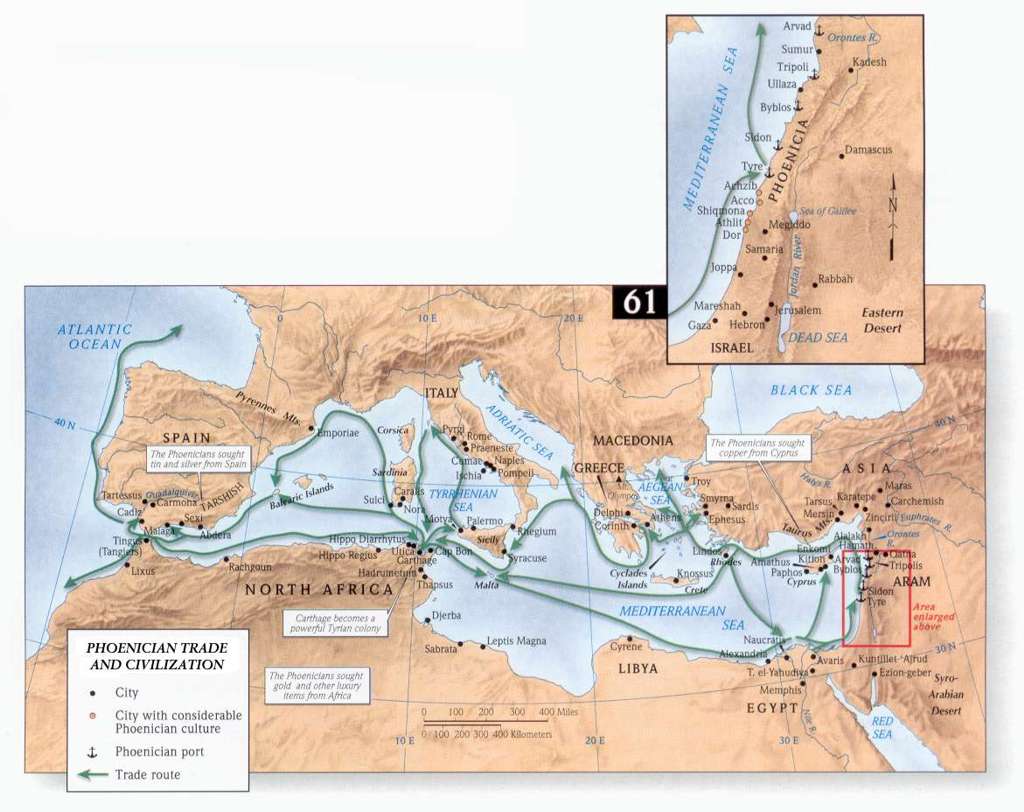 Arvad
Orontes R.
Sumur
Kadesh
Tripoli
Ullaza
Byblos
MEDITERRANEAN SEA
PHOENICIA
Sidon
Damascus
Tyre
Achzib
Acco
Shiqmona
Athlit
Dor
Sea of Galilee
Megiddo
N
Samaria
Joppa
Jordan River
Rabbah
Mareshah
Jerusalem
Gaza
Hebron
Eastern
Desert
ISRAEL
DEAD SEA
61
ATLANTIC
OCEAN
0
10 E
20 E
40 N
40 N
BLACK SEA
Pyrennes Mts.
ITALY
ADRIATIC SEA
SPAIN
The Phoenicians sought
tin and silver from Spain
Emporiae
Corsica
Pyrgi
Rome
Praeneste
Cumae
Naples
Ischia
Pompeii
MACEDONIA
GREECE
Olympus
The Phoenicians sought
copper from Cyprus
ASIA
Sardinia
Balearic Islands
TARSHISH
Tartessus
Guadalquivir
Carmona
Cadiz
Sexi
Malaga
Abdera
Tingus
(Tangiers)
Lixus
Rachgoun
Sulci
Caralis
Nora
TYRRHENIAN
SEA
Motya
Palermo
Sicily
Rhegium
Syracuse
Hippo Diarrhytus
Hippo Regius
Utica
Cap Bon
Carthage
Hadrumetum
Thapsus
Malta
NORTH AFRICA
Carthage becomes a
powerful Tyrian colony
Djerba
Sabrata
Leptis Magna
The Phoenicians sought
gold and other luxury
items from Africa
AEGEAN
SEA
Troy
Smyrna
Sardis
Ephesus
Delphi
Athens
Corinth
Cyclades
Islands
Knossus
Crete
Lindos
Rhodes
Halys R.
Maras
Karatepe
Tarsus
Carchemish
Mersin
Zincirli
Taurus Mts.
Euphrates R.
Alalakh
Orontes
R.
Hamath
Enkomi
Kition
Arvad
Qatna
Amathus
Byblos
Tripolis
Paphos
Cyprus
ARAM
Sidon
Tyre
Area
enlarged
above
MEDITERRANEAN
SEA
Cyrene
LIBYA
Naucratis
Alexandria
Avaris
T. el-Yahudiya
Memphis
EGYPT
Nile R.
30 N
Kuntillet 'Ajrud
Ezion-geber
Syro-
Arabian
Desert
RED
SEA
PHOENICIAN TRADE
AND CIVILIZATION
City
City with considerable
Phoenician culture
Phoenician port
Trade route
0 100 200 300 400 Miles
0 100 200 300 400 Kilometers
10 E
20 E
30 E